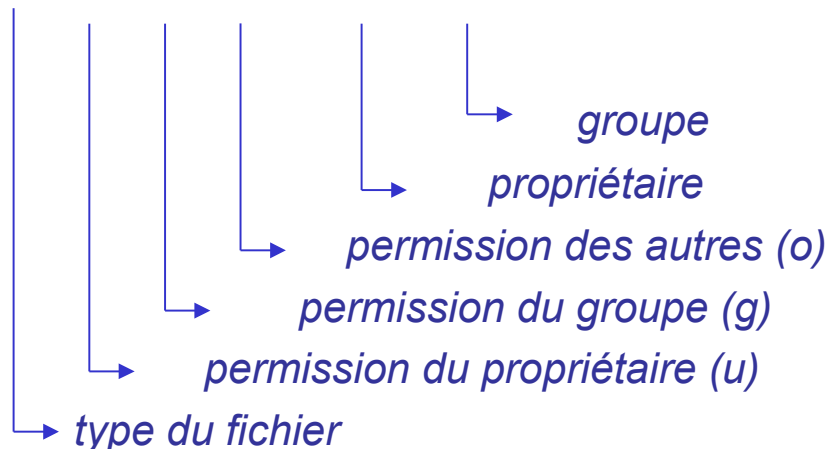 groupe
propriétaire
permission des autres (o)
permission du groupe (g)
permission du propriétaire (u)
type du fichier